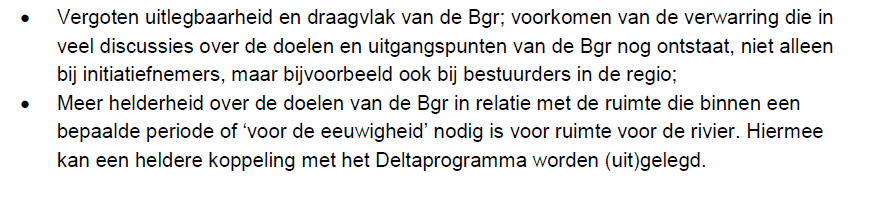 • Vergoten uitlegbaarheid en draagvlak van de Bgr; voorkomen van de verwarring die in
veel discussies over de doelen en uitgangspunten van de Bgr nog ontstaat, niet alleen
bij initiatiefnemers, maar bijvoorbeeld ook bij bestuurders in de regio;
• Meer helderheid over de doelen van de Bgr in relatie met de ruimte die binnen een
bepaalde periode of ‘voor de eeuwigheid’ nodig is voor ruimte voor de rivier. Hiermee
kan een heldere koppeling met het Deltaprogramma worden (uit)gelegd.